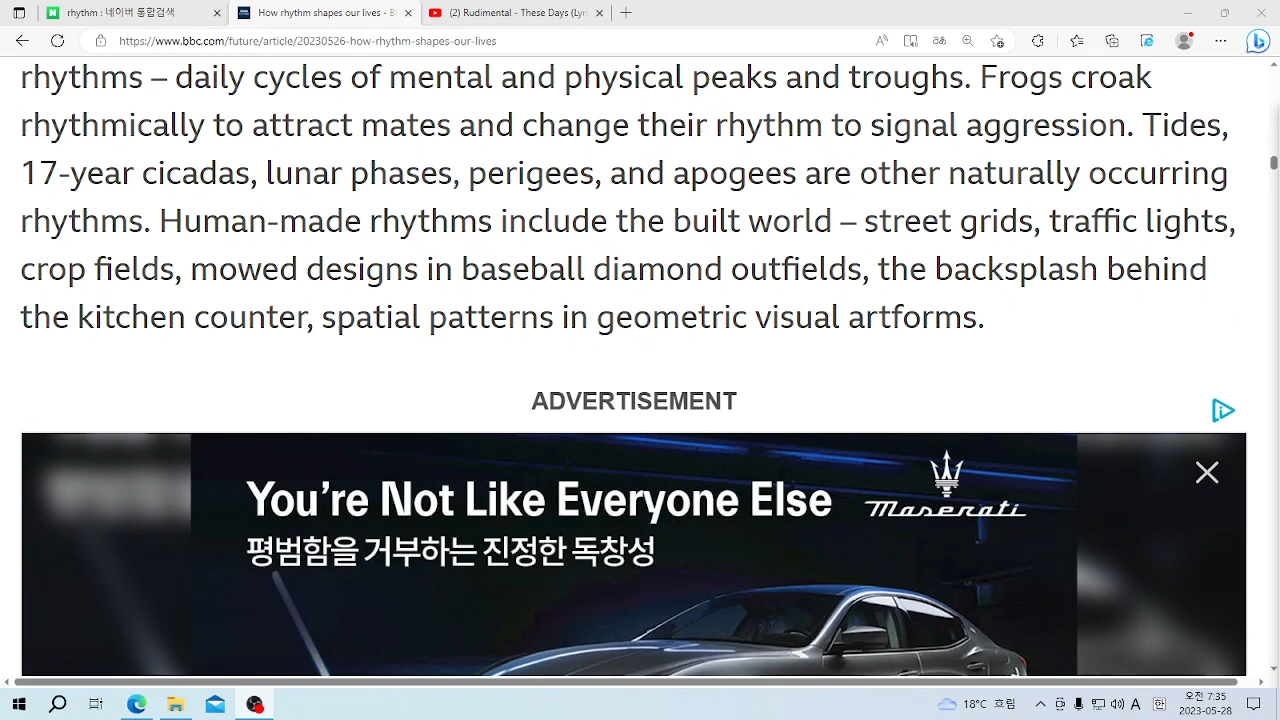 rhythm : 네이버 통합검색
How rhythm shapes our lives - B
(2) Rudimental - These Days (Lyri
https://www.bbc.com/future/article/20230526-how-rhythm-shapes-our-lives
rhythms – daily cycles of mental and physical peaks and troughs. Frogs croak
rhythmically to attract mates and change their rhythm to signal aggression. Tides,
17-year cicadas, lunar phases, perigees, and apogees are other naturally occurring
rhythms. Human-made rhythms include the built world – street grids, traffic lights,
crop fields, mowed designs in baseball diamond outfields, the backsplash behind
the kitchen counter, spatial patterns in geometric visual artforms.
ADVERTISEMENT
You're Not Like Everyone Else
Maserati
평범함을 거부하는 진정한 독창성
18°C 흐림
A
오전 7:35
2023-05-28